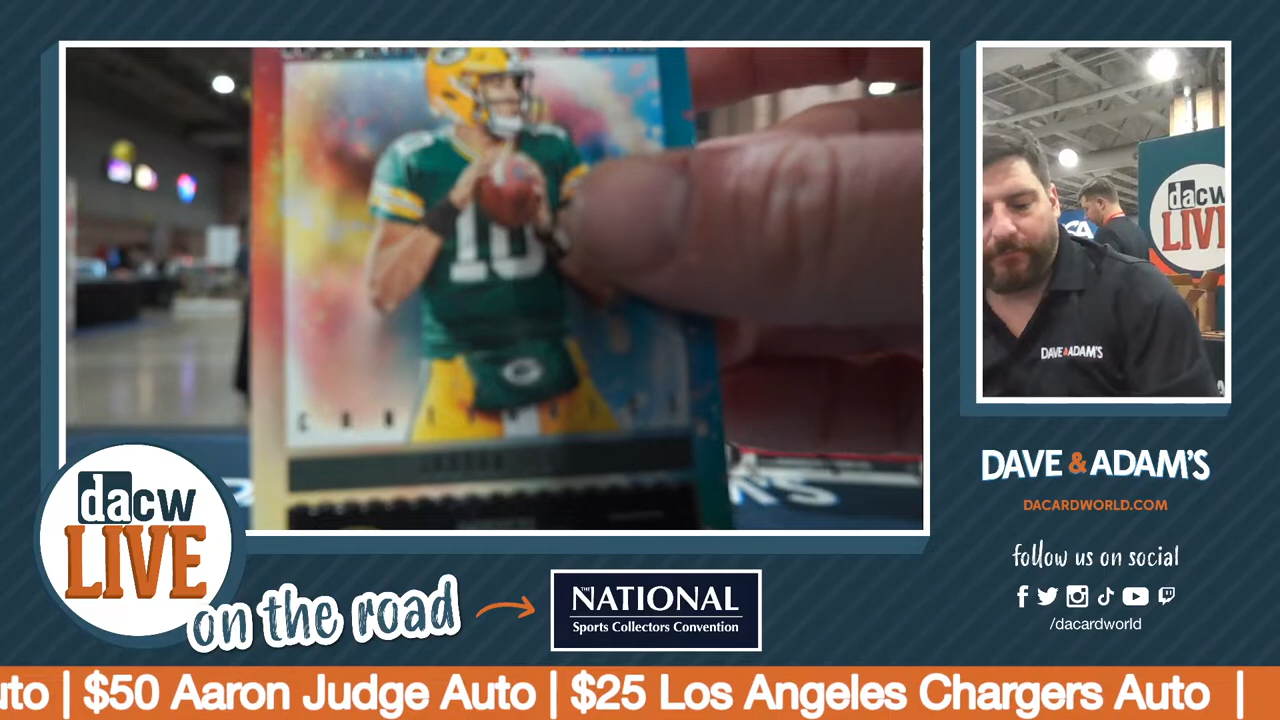 10
dacw
LIVE
DAVE & ADAM'S
dacw
LIVE
on the road
THE
NATIONAL
Sports Collectors Convention
DAVE & ADAM'S
DACARDWORLD.COM
follow us on social
/dacardworld
uto | $50 Aaron Judge Auto | $25 Los Angeles Chargers Auto |